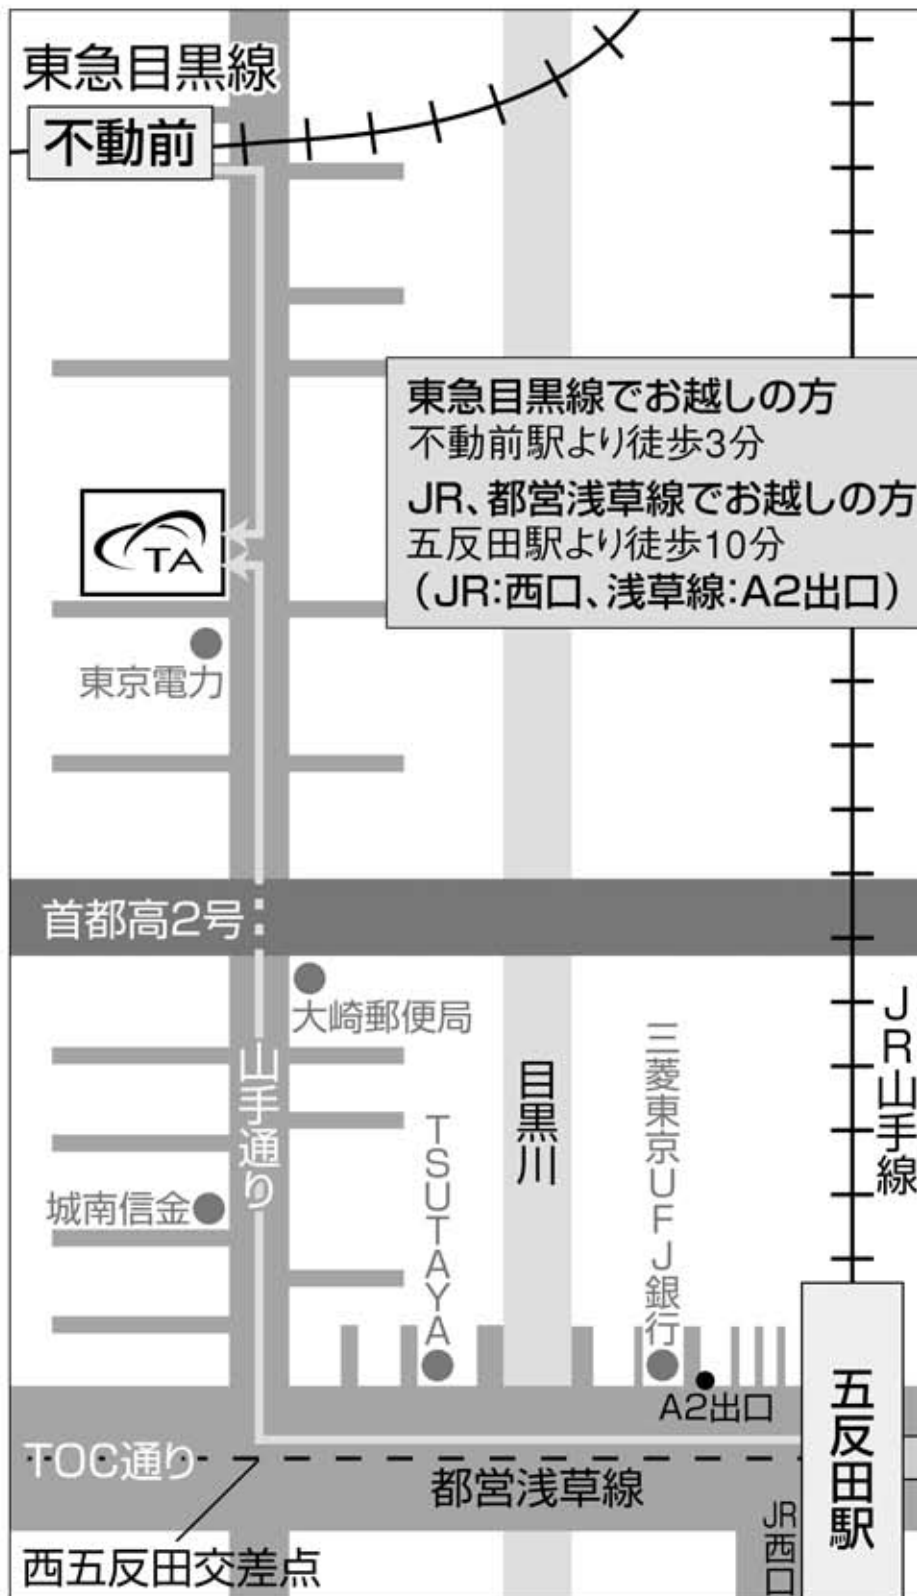 東急目黒線
不動前
東急目黒線でお越しの方
不動前駅より徒歩3分
JR、都営浅草線でお越しの方
五反田駅より徒歩10分
（JR:西口、浅草線:A2出口）
TA
東京電力
首都高2号
大崎郵便局
JR山手線
山手通り
目黒川
三菱東京UFJ銀行
TSUTAYA
城南信金
A2出口
五反田駅
TOC通り
都営浅草線
JR西口
西五反田交差点